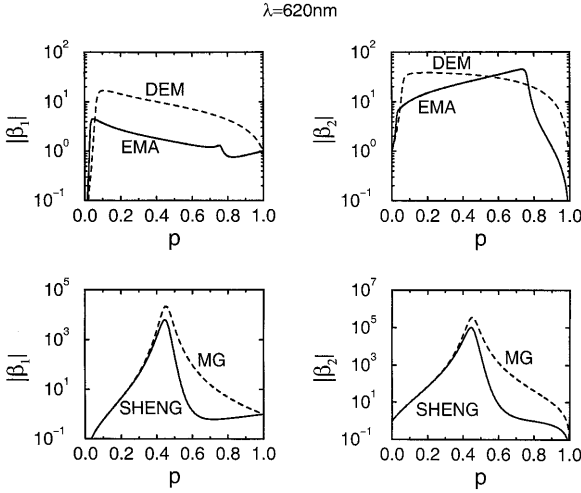 λ=620nm
10² 10¹ 10⁰ 10⁻¹
|β₁|
DEM
EMA
0.0 0.2 0.4 0.6 0.8 1.0
p
10² 10¹ 10⁰ 10⁻¹
|β₂|
DEM
EMA
0.0 0.2 0.4 0.6 0.8 1.0
p
10⁵ 10³ 10¹ 10⁻¹
|β₁|
MG
SHENG
0.0 0.2 0.4 0.6 0.8 1.0
p
10⁷ 10⁵ 10³ 10¹ 10⁻¹
|β₂|
MG
SHENG
0.0 0.2 0.4 0.6 0.8 1.0
p